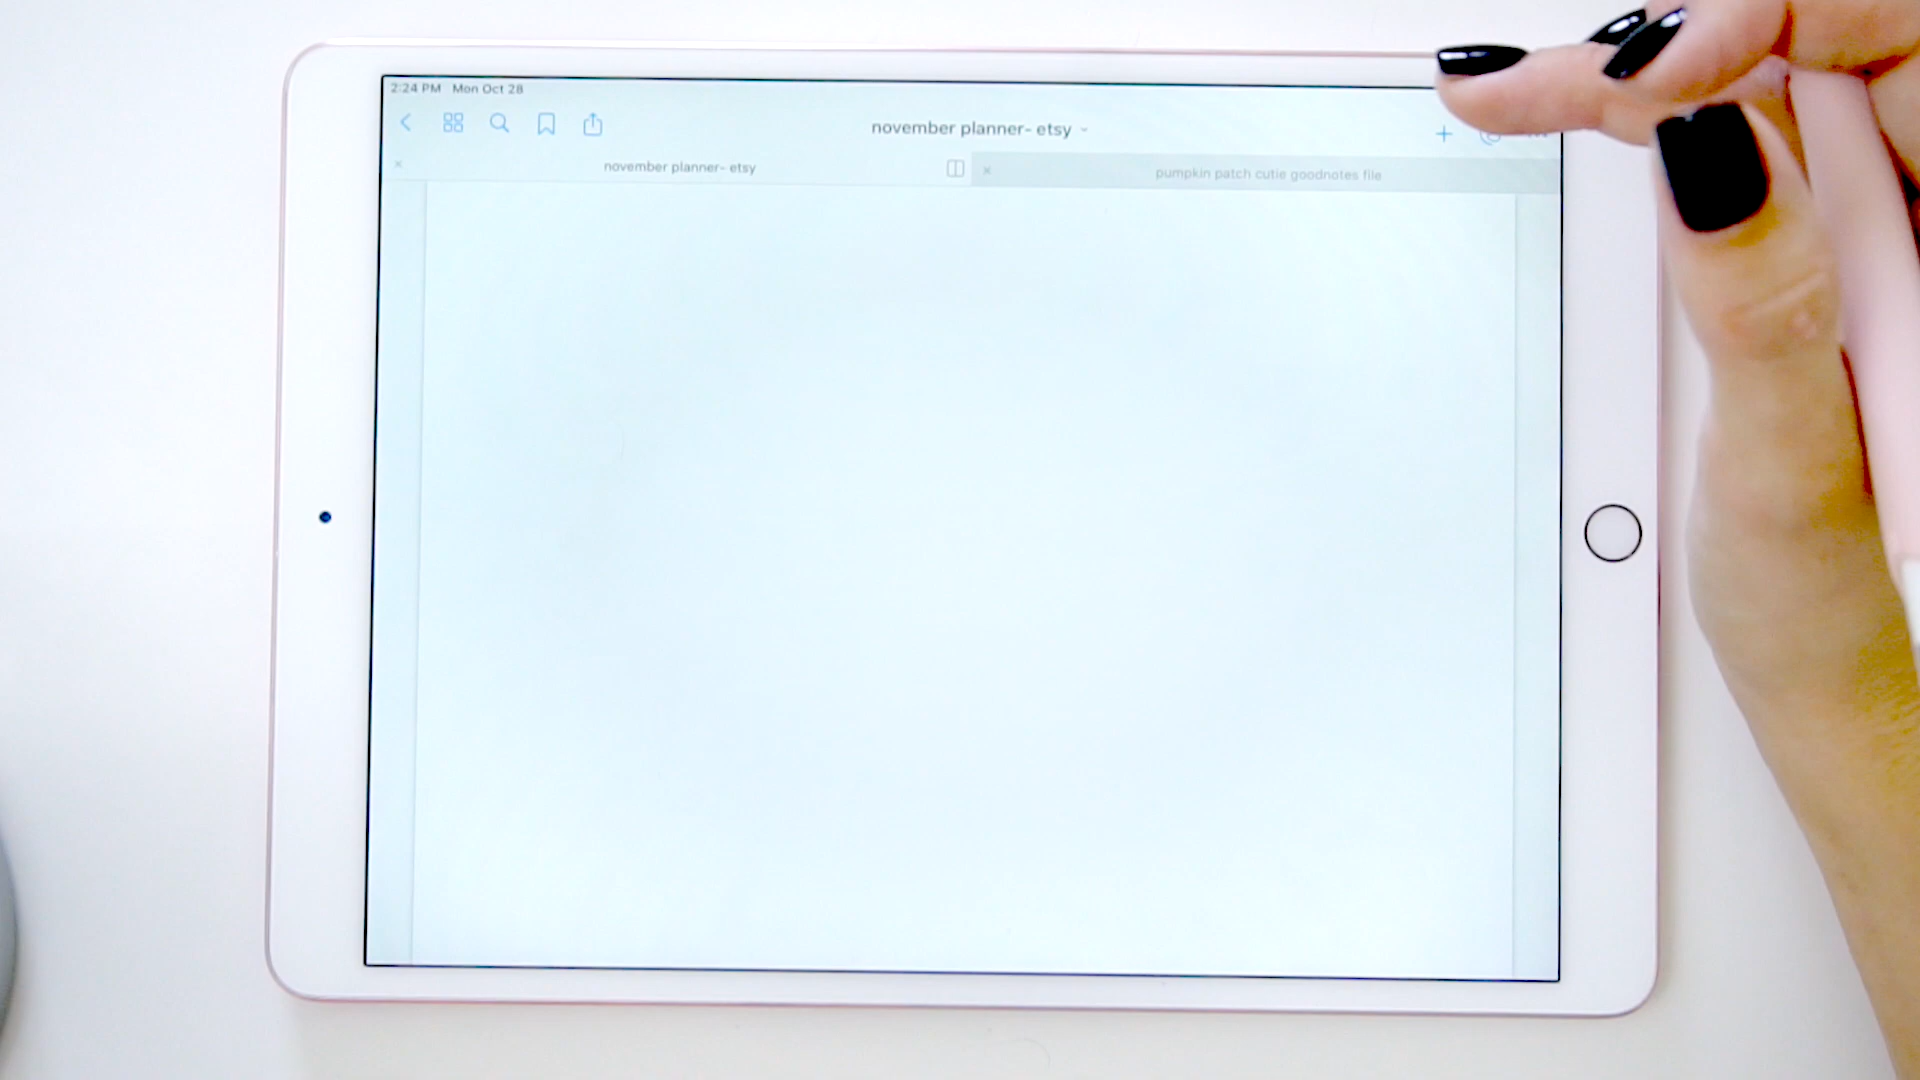 2:24 PM Mon Oct 28
november planner- etsy
november planner- etsy
pumpkin patch cutie goodnotes file